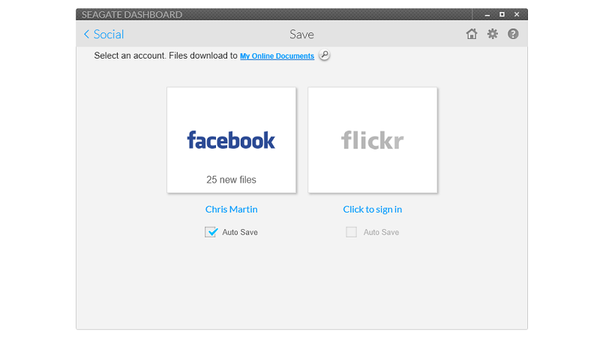 SEAGATE DASHBOARD
Social
Save
Select an account. Files download to My Online Documents
facebook
flickr
25 new files
Chris Martin
Click to sign in
Auto Save
Auto Save